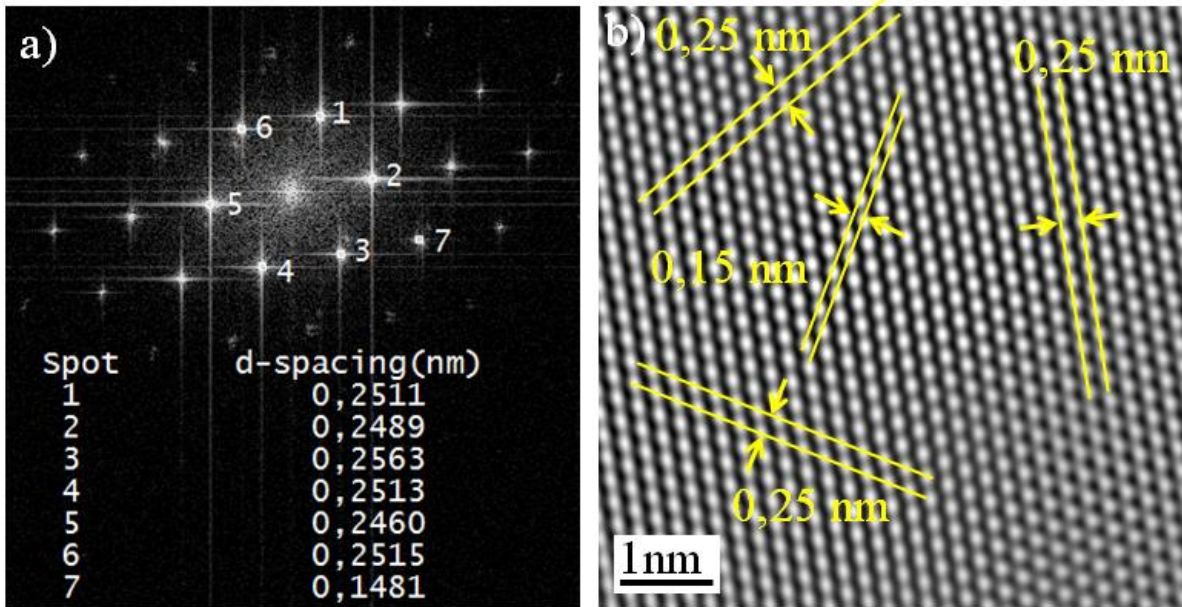 a)
6
1
2
5
3
7
4
Spot d-spacing(nm)
1 0,2511
2 0,2489
3 0,2563
4 0,2513
5 0,2460
6 0,2515
7 0,1481
b)
0,25 nm
0,25 nm
0,15 nm
0,25 nm
1nm